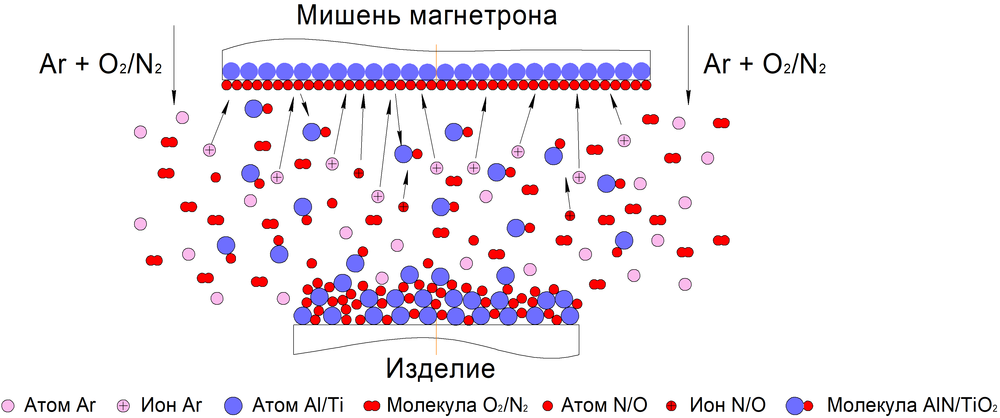 Мишень магнетрона
Ar + O₂/N₂
Ar + O₂/N₂
Изделие
Атом Ar
Ион Ar
Атом Al/Ti
Молекула O₂/N₂
Атом N/O
Ион N/O
Молекула AlN/TiO₂